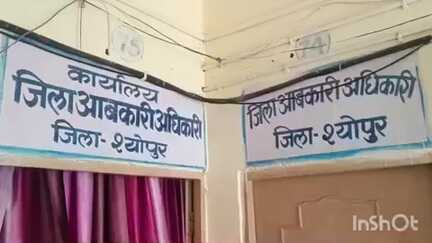 75
कार्यालय
जिला आबकारी अधिकारी
जिला-श्योपुर
74
जिला आबकारी अधिकारी
जिला-श्योपुर
InShOt